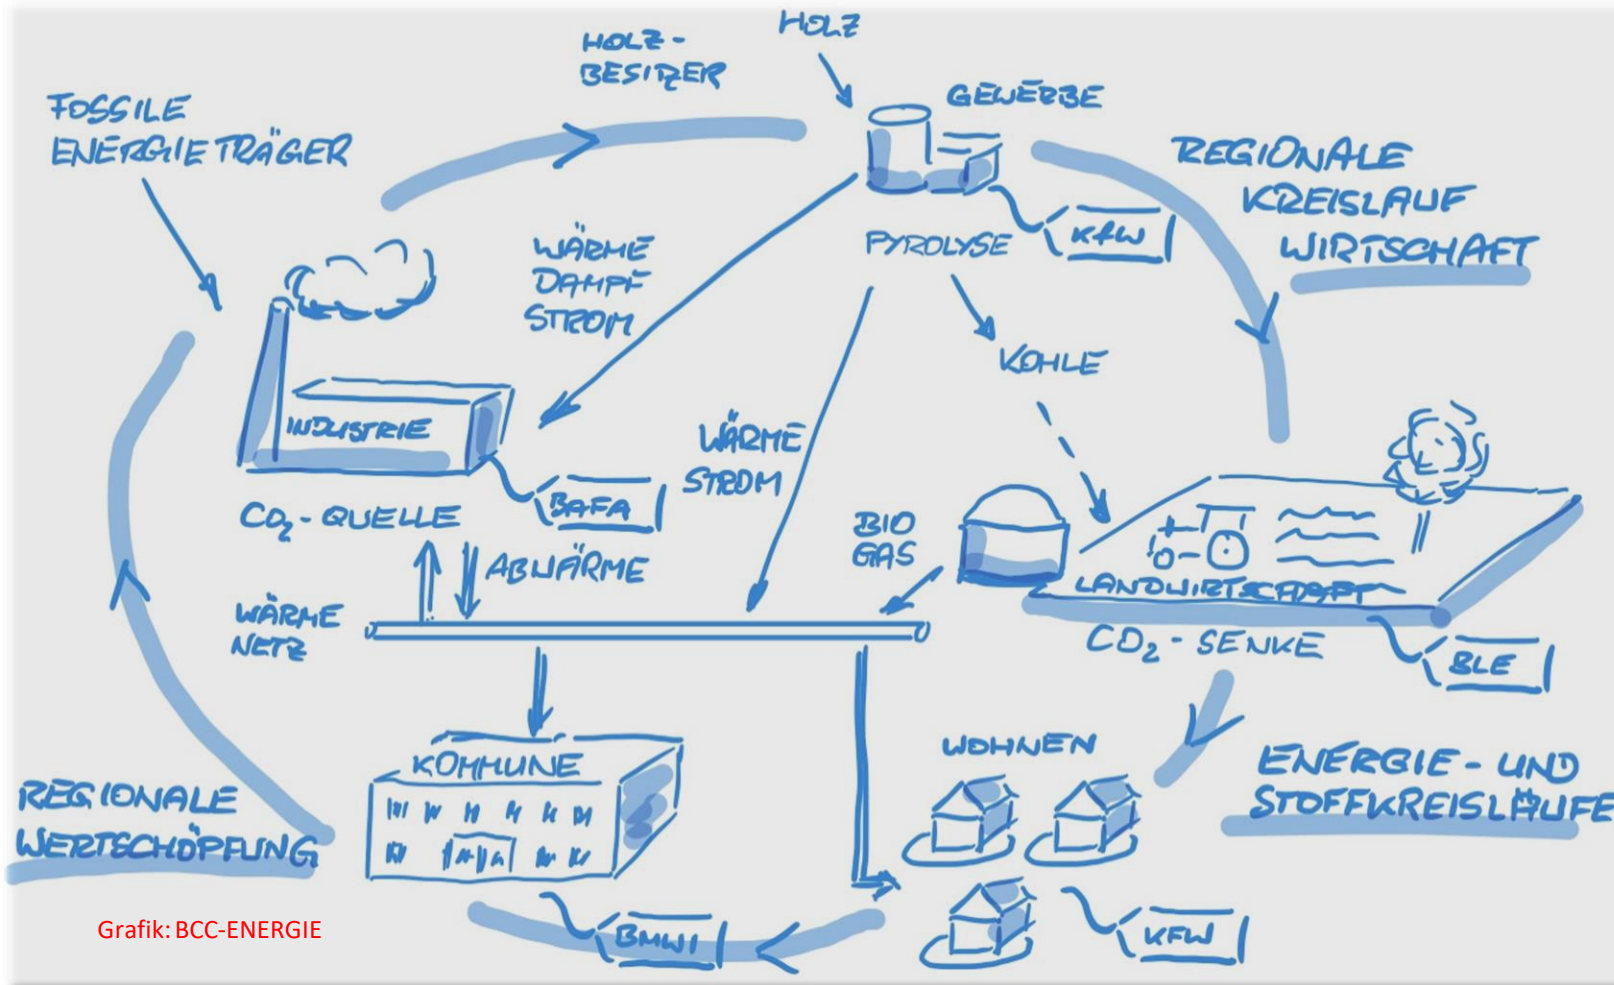 HOLZ
HOLZ-
BESIZER
GEWERBE
FOSSILE
ENERGIETRÄGER
REGIONALE
KREISLAUF
WIRTSCHAFT
WÄRME
DAMPF
STROM
PYROLYSE
KfW
KOHLE
INDUSTRIE
WÄRME
STROM
BAFA
CO₂-QUELLE
BIO
GAS
ABWÄRME
LANDWIRTSCHAFT
WÄRME
NETZ
CO₂-SENKE
BLE
WOHNEN
KOMMUNE
ENERGIE- UND
STOFFKREISLÄUFE
REGIONALE
WERTSCHÖPFUNG
BMWI
KFW
Grafik: BCC-ENERGIE